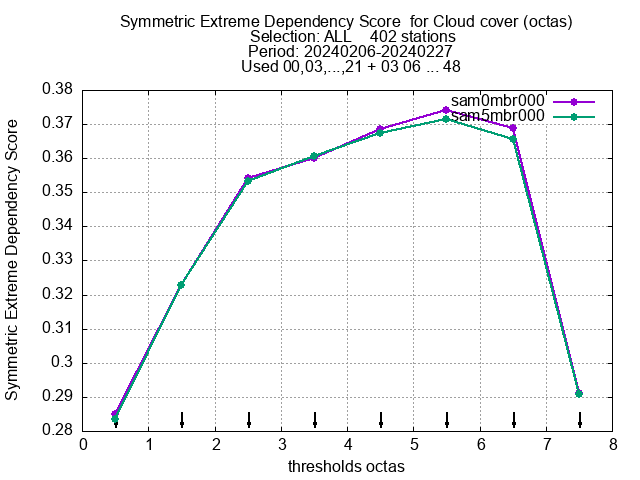 Symmetric Extreme Dependency Score  for Cloud cover (octas)
Selection: ALL    402 stations
Period: 20240206-20240227
Used 00,03,...,21 + 03 06 ... 48
sam0mbr000
sam5mbr000
Symmetric Extreme Dependency Score
0.38
0.37
0.36
0.35
0.34
0.33
0.32
0.31
0.3
0.29
0.28
0 1 2 3 4 5 6 7 8
thresholds octas